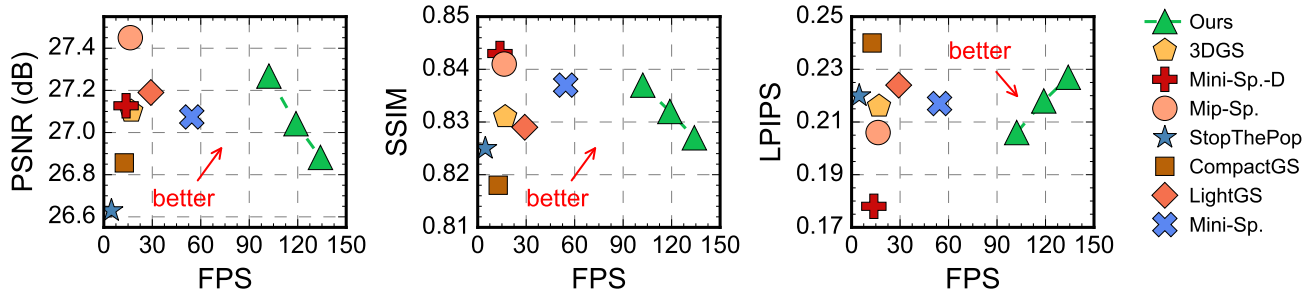 PSNR (dB)
27.4
27.2
27.0
26.8
26.6
better
0 30 60 90 120 150
FPS
SSIM
0.85
0.84
0.83
0.82
0.81
better
0 30 60 90 120 150
FPS
LPIPS
0.25
0.23
0.21
0.19
0.17
better
0 30 60 90 120 150
FPS
Ours
3DGS
Mini-Sp.-D
Mip-Sp.
StopThePop
CompactGS
LightGS
Mini-Sp.